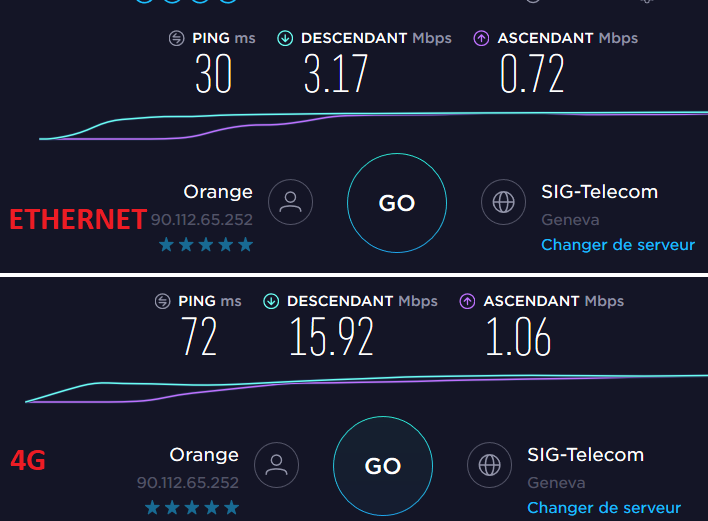 PING ms DESCENDANT Mbps ASCENDANT Mbps
30 3.17 0.72
Orange GO SIG-Telecom
ETHERNET 90.112.65.252 Geneva
Changer de serveur
PING ms DESCENDANT Mbps ASCENDANT Mbps
72 15.92 1.06
Orange GO SIG-Telecom
4G 90.112.65.252 Geneva
Changer de serveur